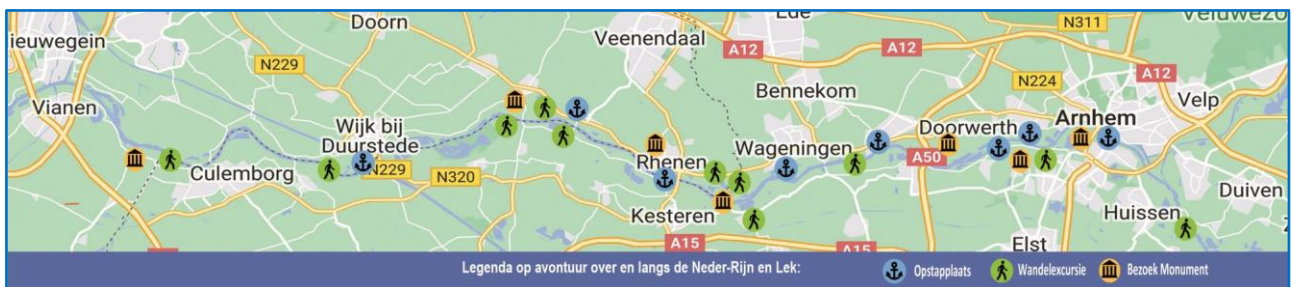 Doorn
Ede
N311
Veluwezo
ieuwegein
Veenendaal
A12
A12
N229
N224
A12
Bennekom
Velp
Vianen
Wijk bij
Duurstede
Doorwerth
Arnhem
Rhenen
Wageningen
A50
Culemborg
N229
N320
Duiven
Kesteren
Huissen
A15
A15
Elst
Z
Legenda op avontuur over en langs de Neder-Rijn en Lek:
Opstapplaats
Wandelexcursie
Bezoek Monument